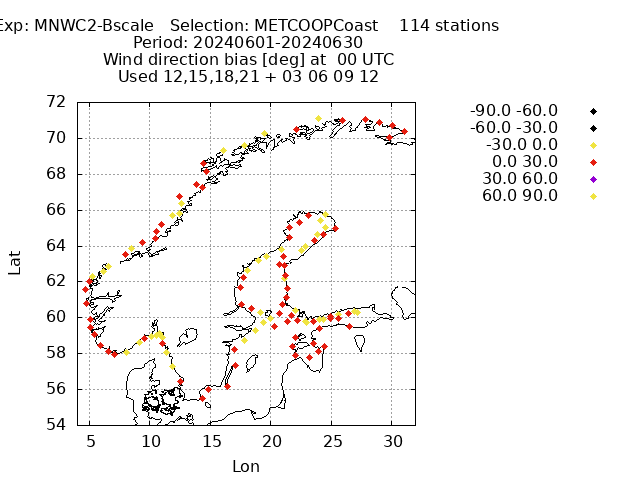 Exp: MNWC2-Bscale   Selection: METCOOPCoast    114 stations
Period: 20240601-20240630
Wind direction bias [deg] at  00 UTC
Used 12,15,18,21 + 03 06 09 12
72
70
68
66
64
62
60
58
56
54
Lat
5 10 15 20 25 30
Lon
-90.0 -60.0
-60.0 -30.0
-30.0 0.0
0.0 30.0
30.0 60.0
60.0 90.0